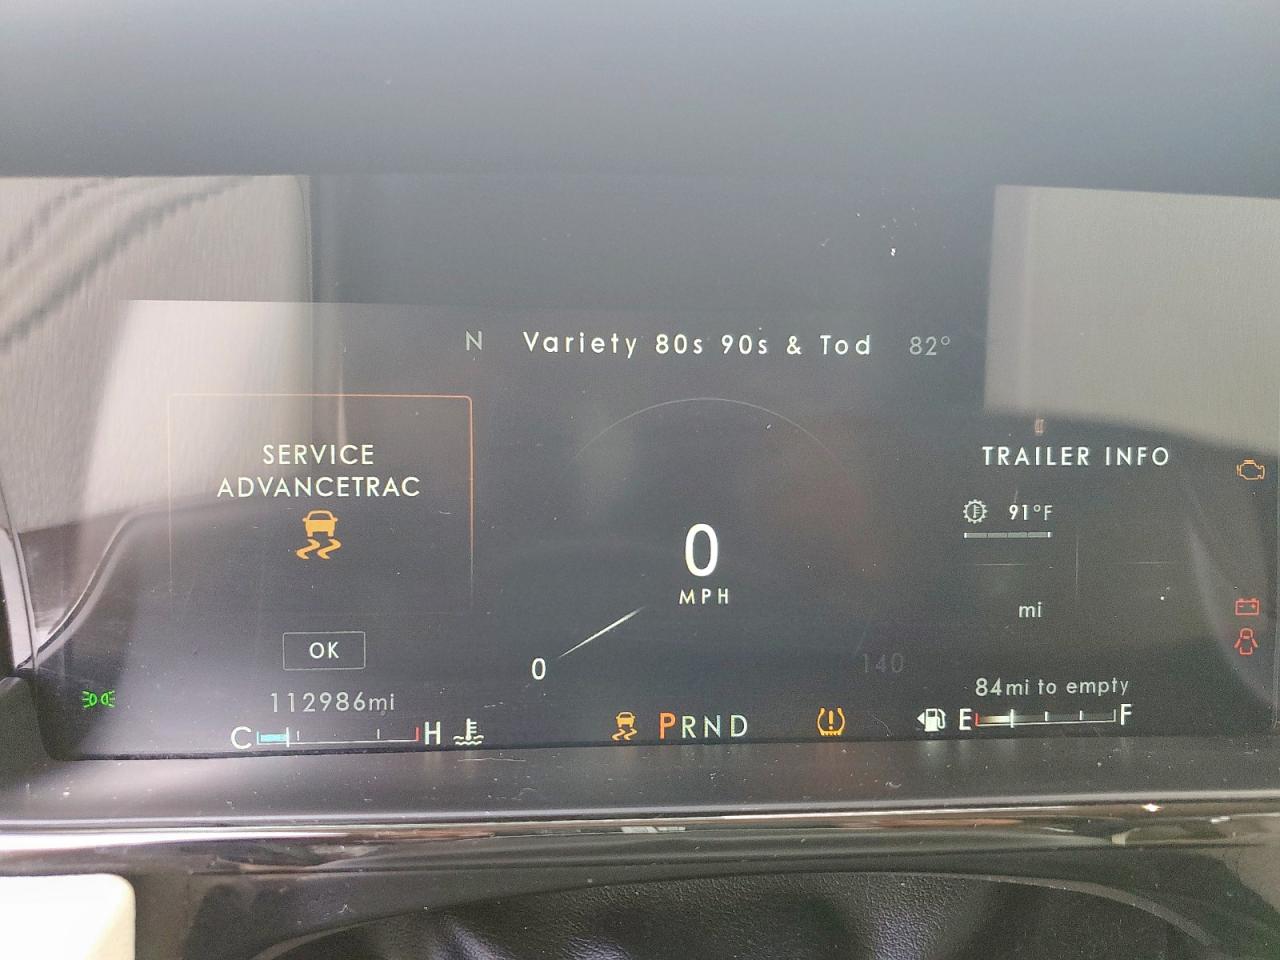 N Variety 80s 90s & Tod 82°
SERVICE
ADVANCETRAC
OK
112986mi
C H
0
MPH
0 140
PRND
TRAILER INFO
91°F
mi
84mi to empty
E F